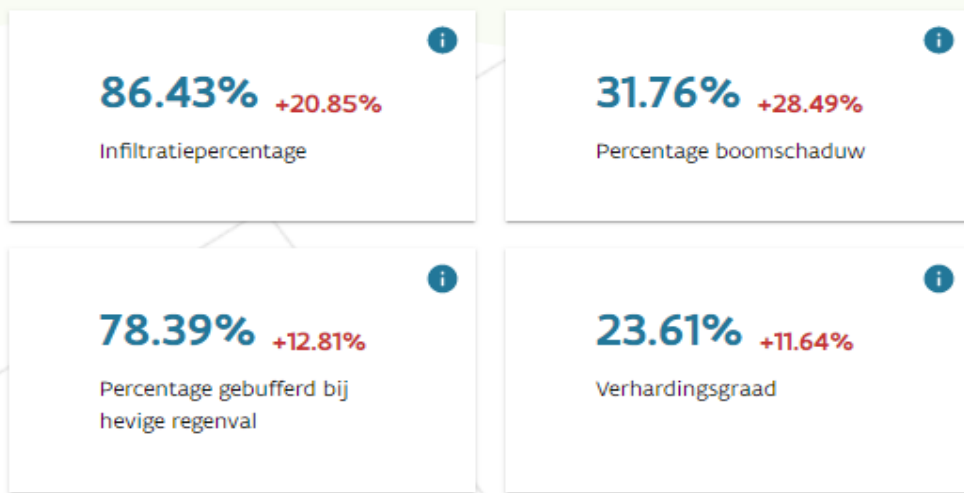 86.43% +20.85%
Infiltratiepercentage
31.76% +28.49%
Percentage boomschaduw
78.39% +12.81%
Percentage gebufferd bij
hevige regenval
23.61% +11.64%
Verhardingsgraad